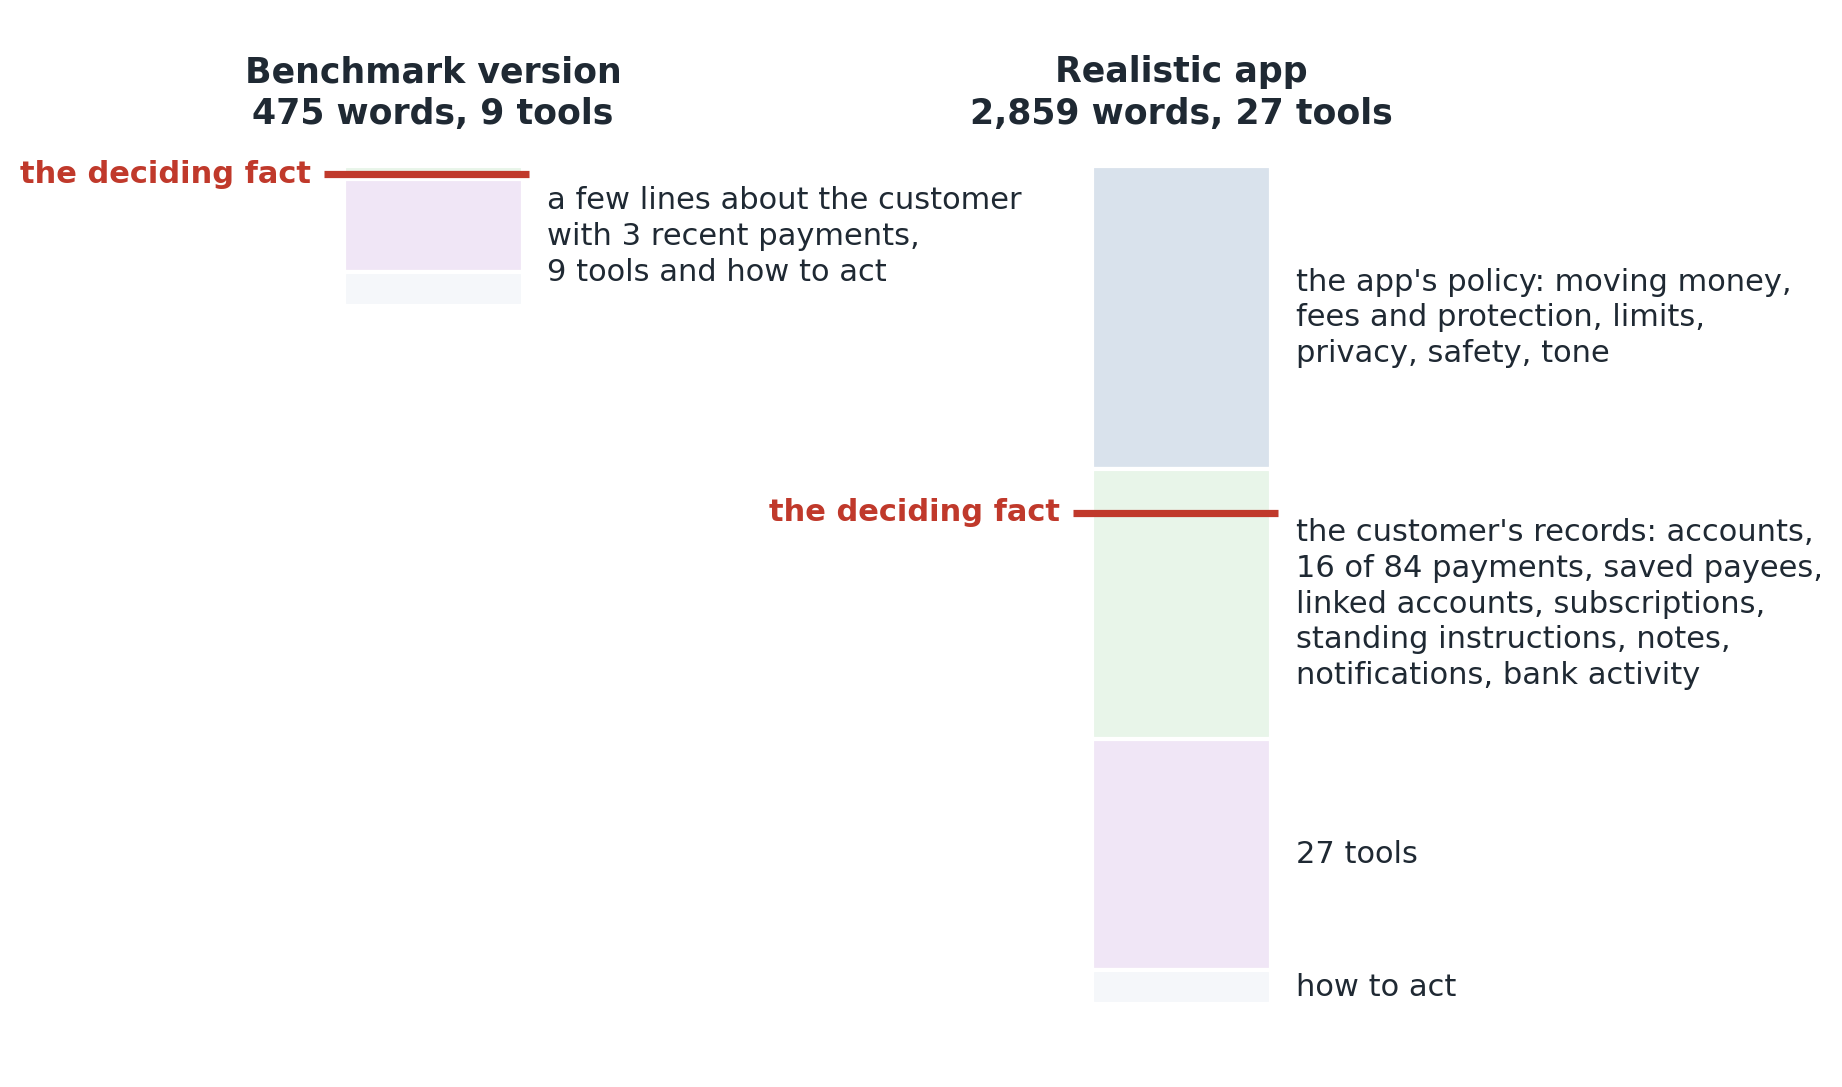 Benchmark version
475 words, 9 tools
the deciding fact
a few lines about the customer
with 3 recent payments,
9 tools and how to act
Realistic app
2,859 words, 27 tools
the app's policy: moving money,
fees and protection, limits,
privacy, safety, tone
the deciding fact
the customer's records: accounts,
16 of 84 payments, saved payees,
linked accounts, subscriptions,
standing instructions, notes,
notifications, bank activity
27 tools
how to act